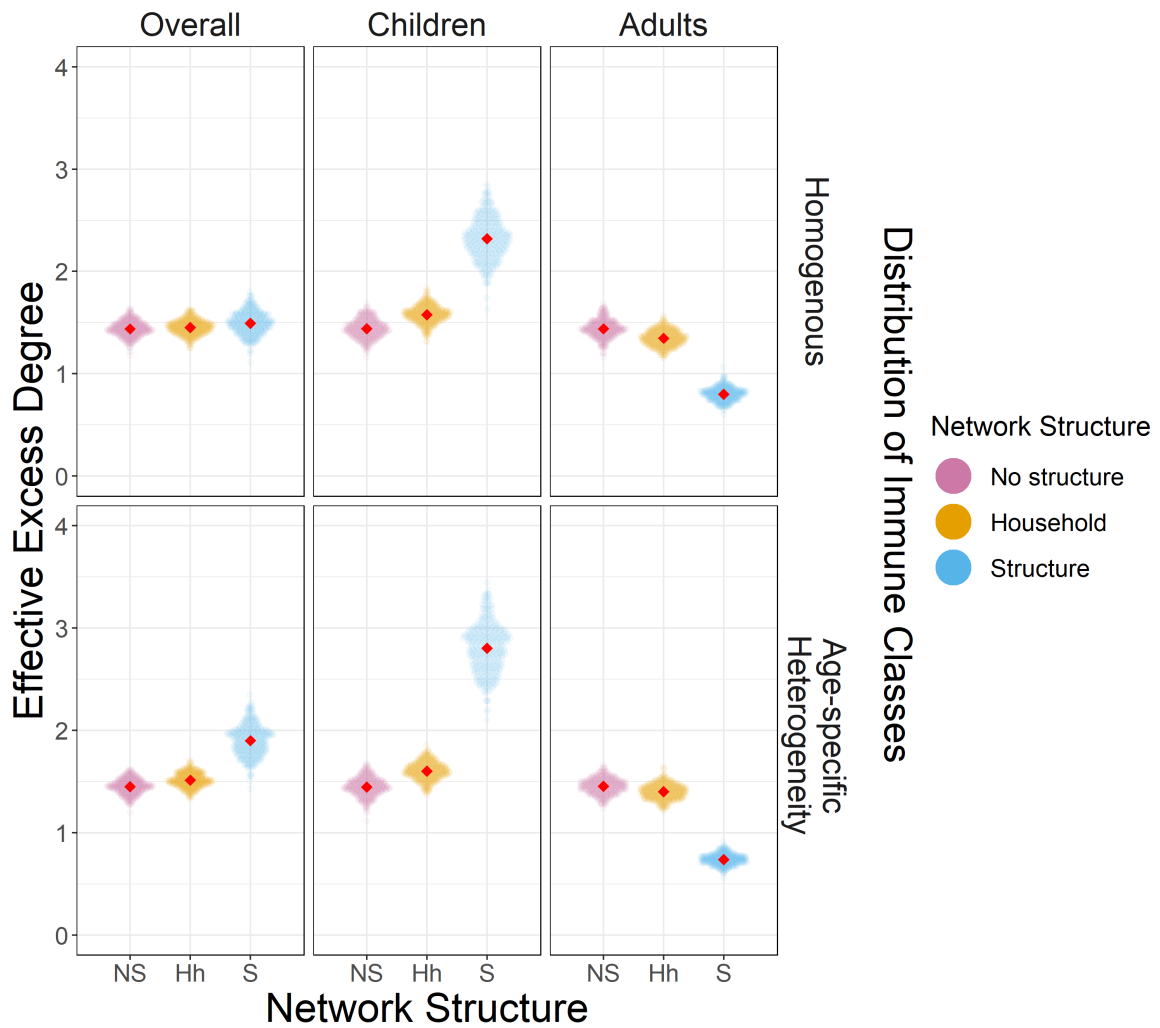 Overall
Children
Adults
Effective Excess Degree
4
3
2
1
0
Homogenous
4
3
2
1
0
Age-specific
Heterogeneity
Distribution of Immune Classes
NS
Hh
S
NS
Hh
S
NS
Hh
S
Network Structure
Network Structure
No structure
Household
Structure